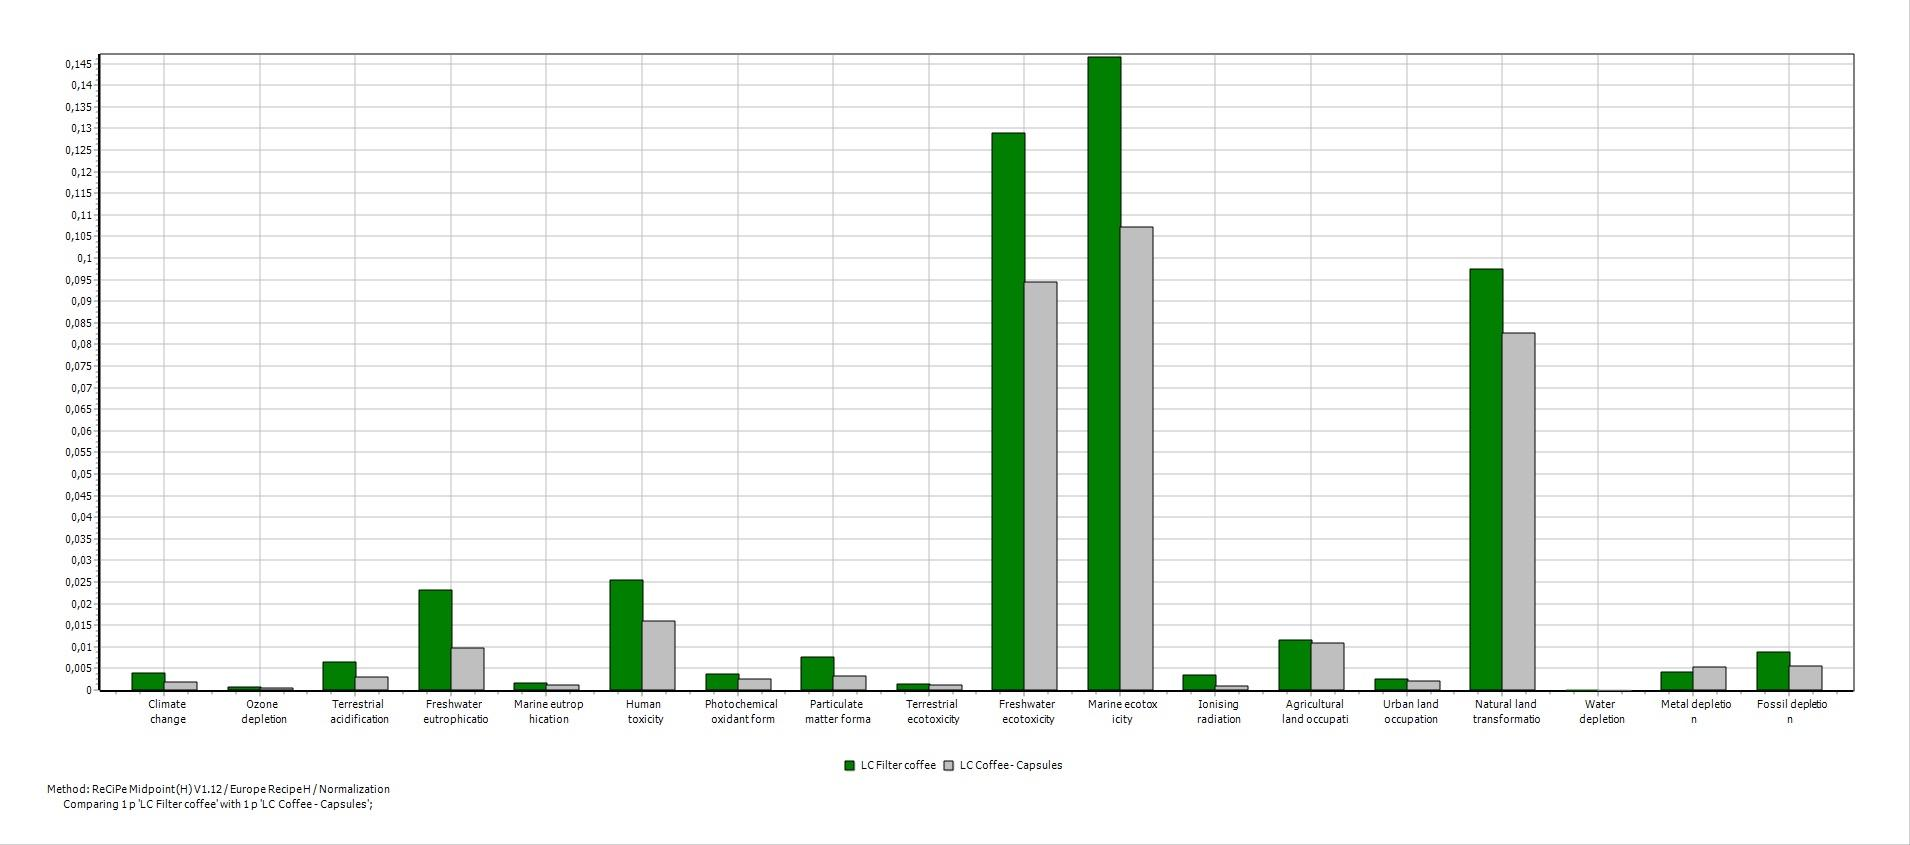 0,145
0,14
0,135
0,13
0,125
0,12
0,115
0,11
0,105
0,1
0,095
0,09
0,085
0,08
0,075
0,07
0,065
0,06
0,055
0,05
0,045
0,04
0,035
0,03
0,025
0,02
0,015
0,01
0,005
0
Climate
change
Ozone
depletion
Terrestrial
acidification
Freshwater
eutrophicatio
Marine eutrop
hication
Human
toxicity
Photochemical
oxidant form
Particulate
matter forma
Terrestrial
ecotoxicity
Freshwater
ecotoxicity
Marine ecotox
icity
Ionising
radiation
Agricultural
land occupati
Urban land
occupation
Natural land
transformatio
Water
depletion
Metal depletio
n
Fossil depletio
n
LC Filter coffee LC Coffee - Capsules
Method: ReCiPe Midpoint (H) V1.12 / Europe Recipe H / Normalization
Comparing 1 p 'LC Filter coffee' with 1 p 'LC Coffee - Capsules';